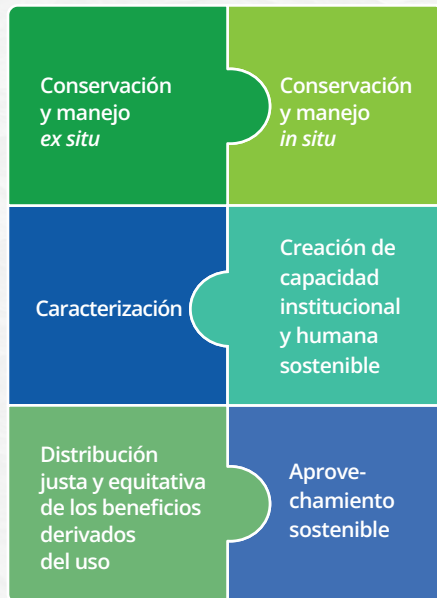 Conservación
y manejo
ex situ
Conservación
y manejo
in situ
Caracterización
Creación de
capacidad
institucional
y humana
sostenible
Distribución
justa y equitativa
de los beneficios
derivados
del uso
Aprove-
chamiento
sostenible